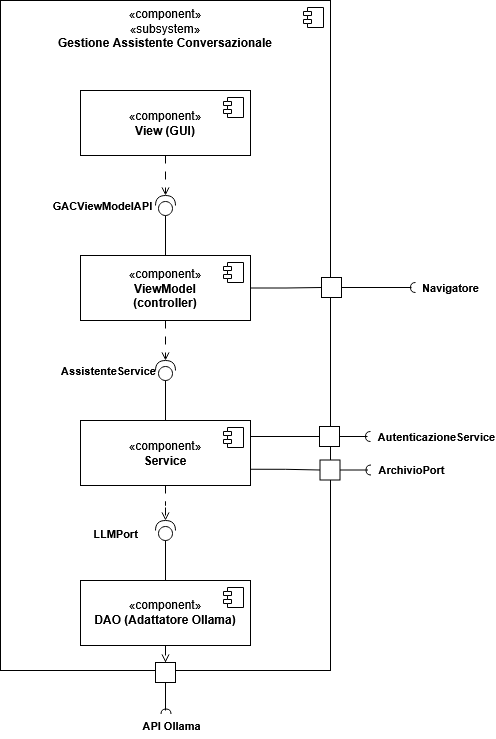 «component»
«subsystem»
Gestione Assistente Conversazionale
«component»
View (GUI)
GACViewModelAPI
«component»
ViewModel
(controller)
Navigatore
AssistenteService
«component»
Service
AutenticazioneService
ArchivioPort
LLMPort
«component»
DAO (Adattatore Ollama)
API Ollama